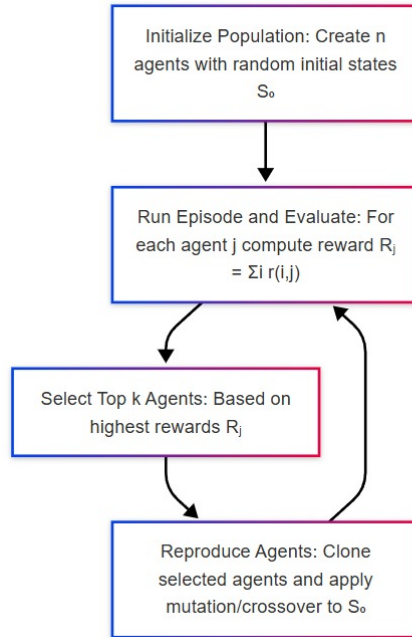 Initialize Population: Create n
agents with random initial states
S₀
Run Episode and Evaluate: For
each agent j compute reward Rⱼ
= Σi r(i,j)
Select Top k Agents: Based on
highest rewards Rⱼ
Reproduce Agents: Clone
selected agents and apply
mutation/crossover to S₀